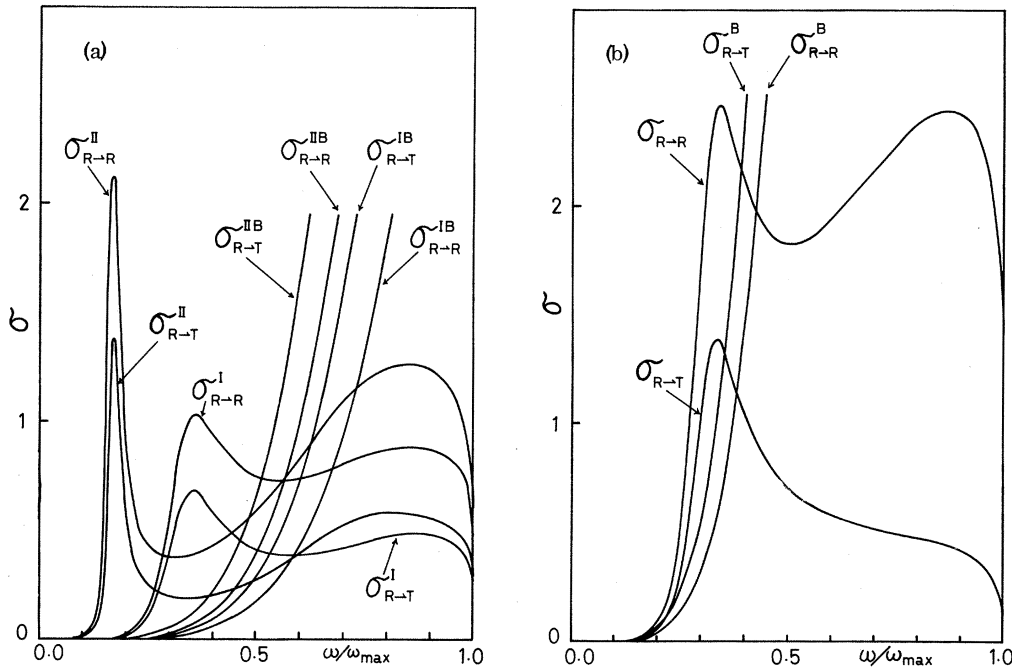 (a)
σ^II_R→R
σ^IIB_R→R
σ^IB_R→T
σ^IIB_R→T
σ^IB_R→R
σ^II_R→T
σ^I_R→R
σ^I_R→T
σ
2
1
0
0.0
0.5
ω/ω_max
1.0
(b)
σ^B_R→T
σ^B_R→R
σ_R→R
σ_R→T
σ
2
1
0
0.0
0.5
ω/ω_max
1.0